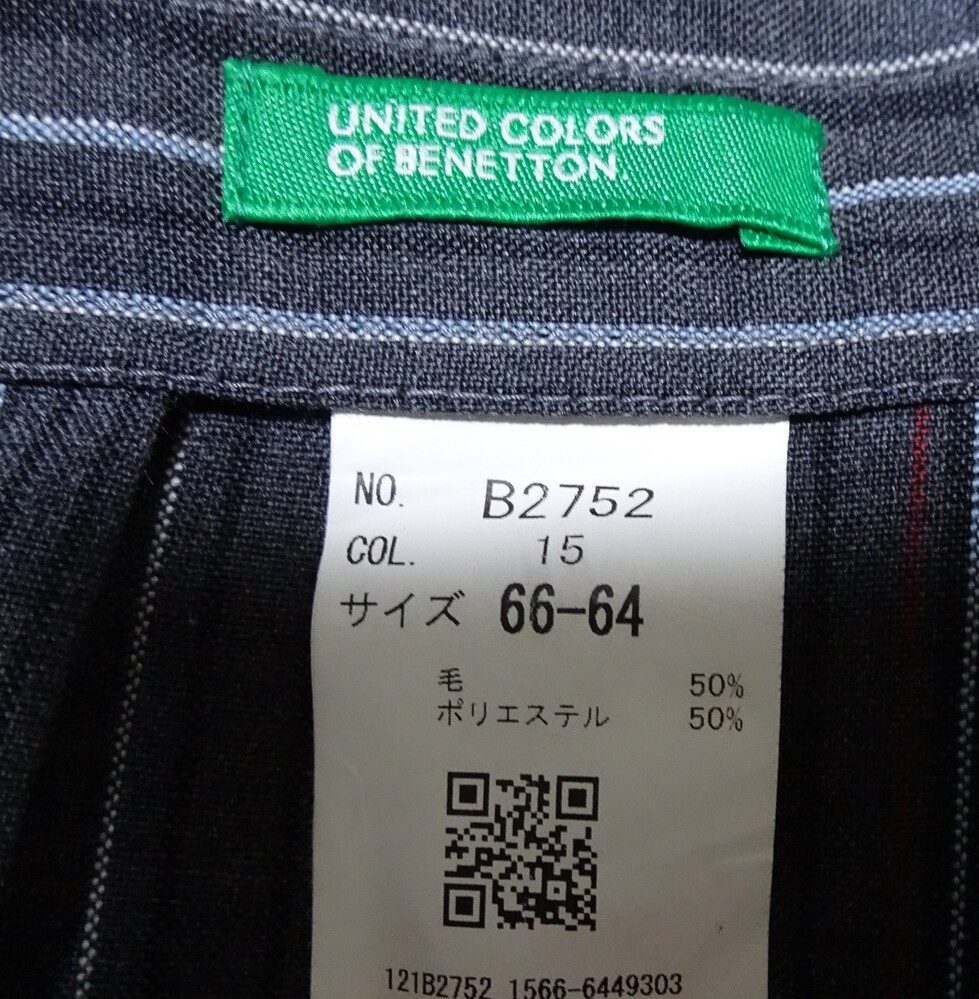 UNITED COLORS
OF BENETTON.
NO. B2752
COL. 15
サイズ 66-64
毛 50%
ポリエステル 50%
121B2752 1566-6449303